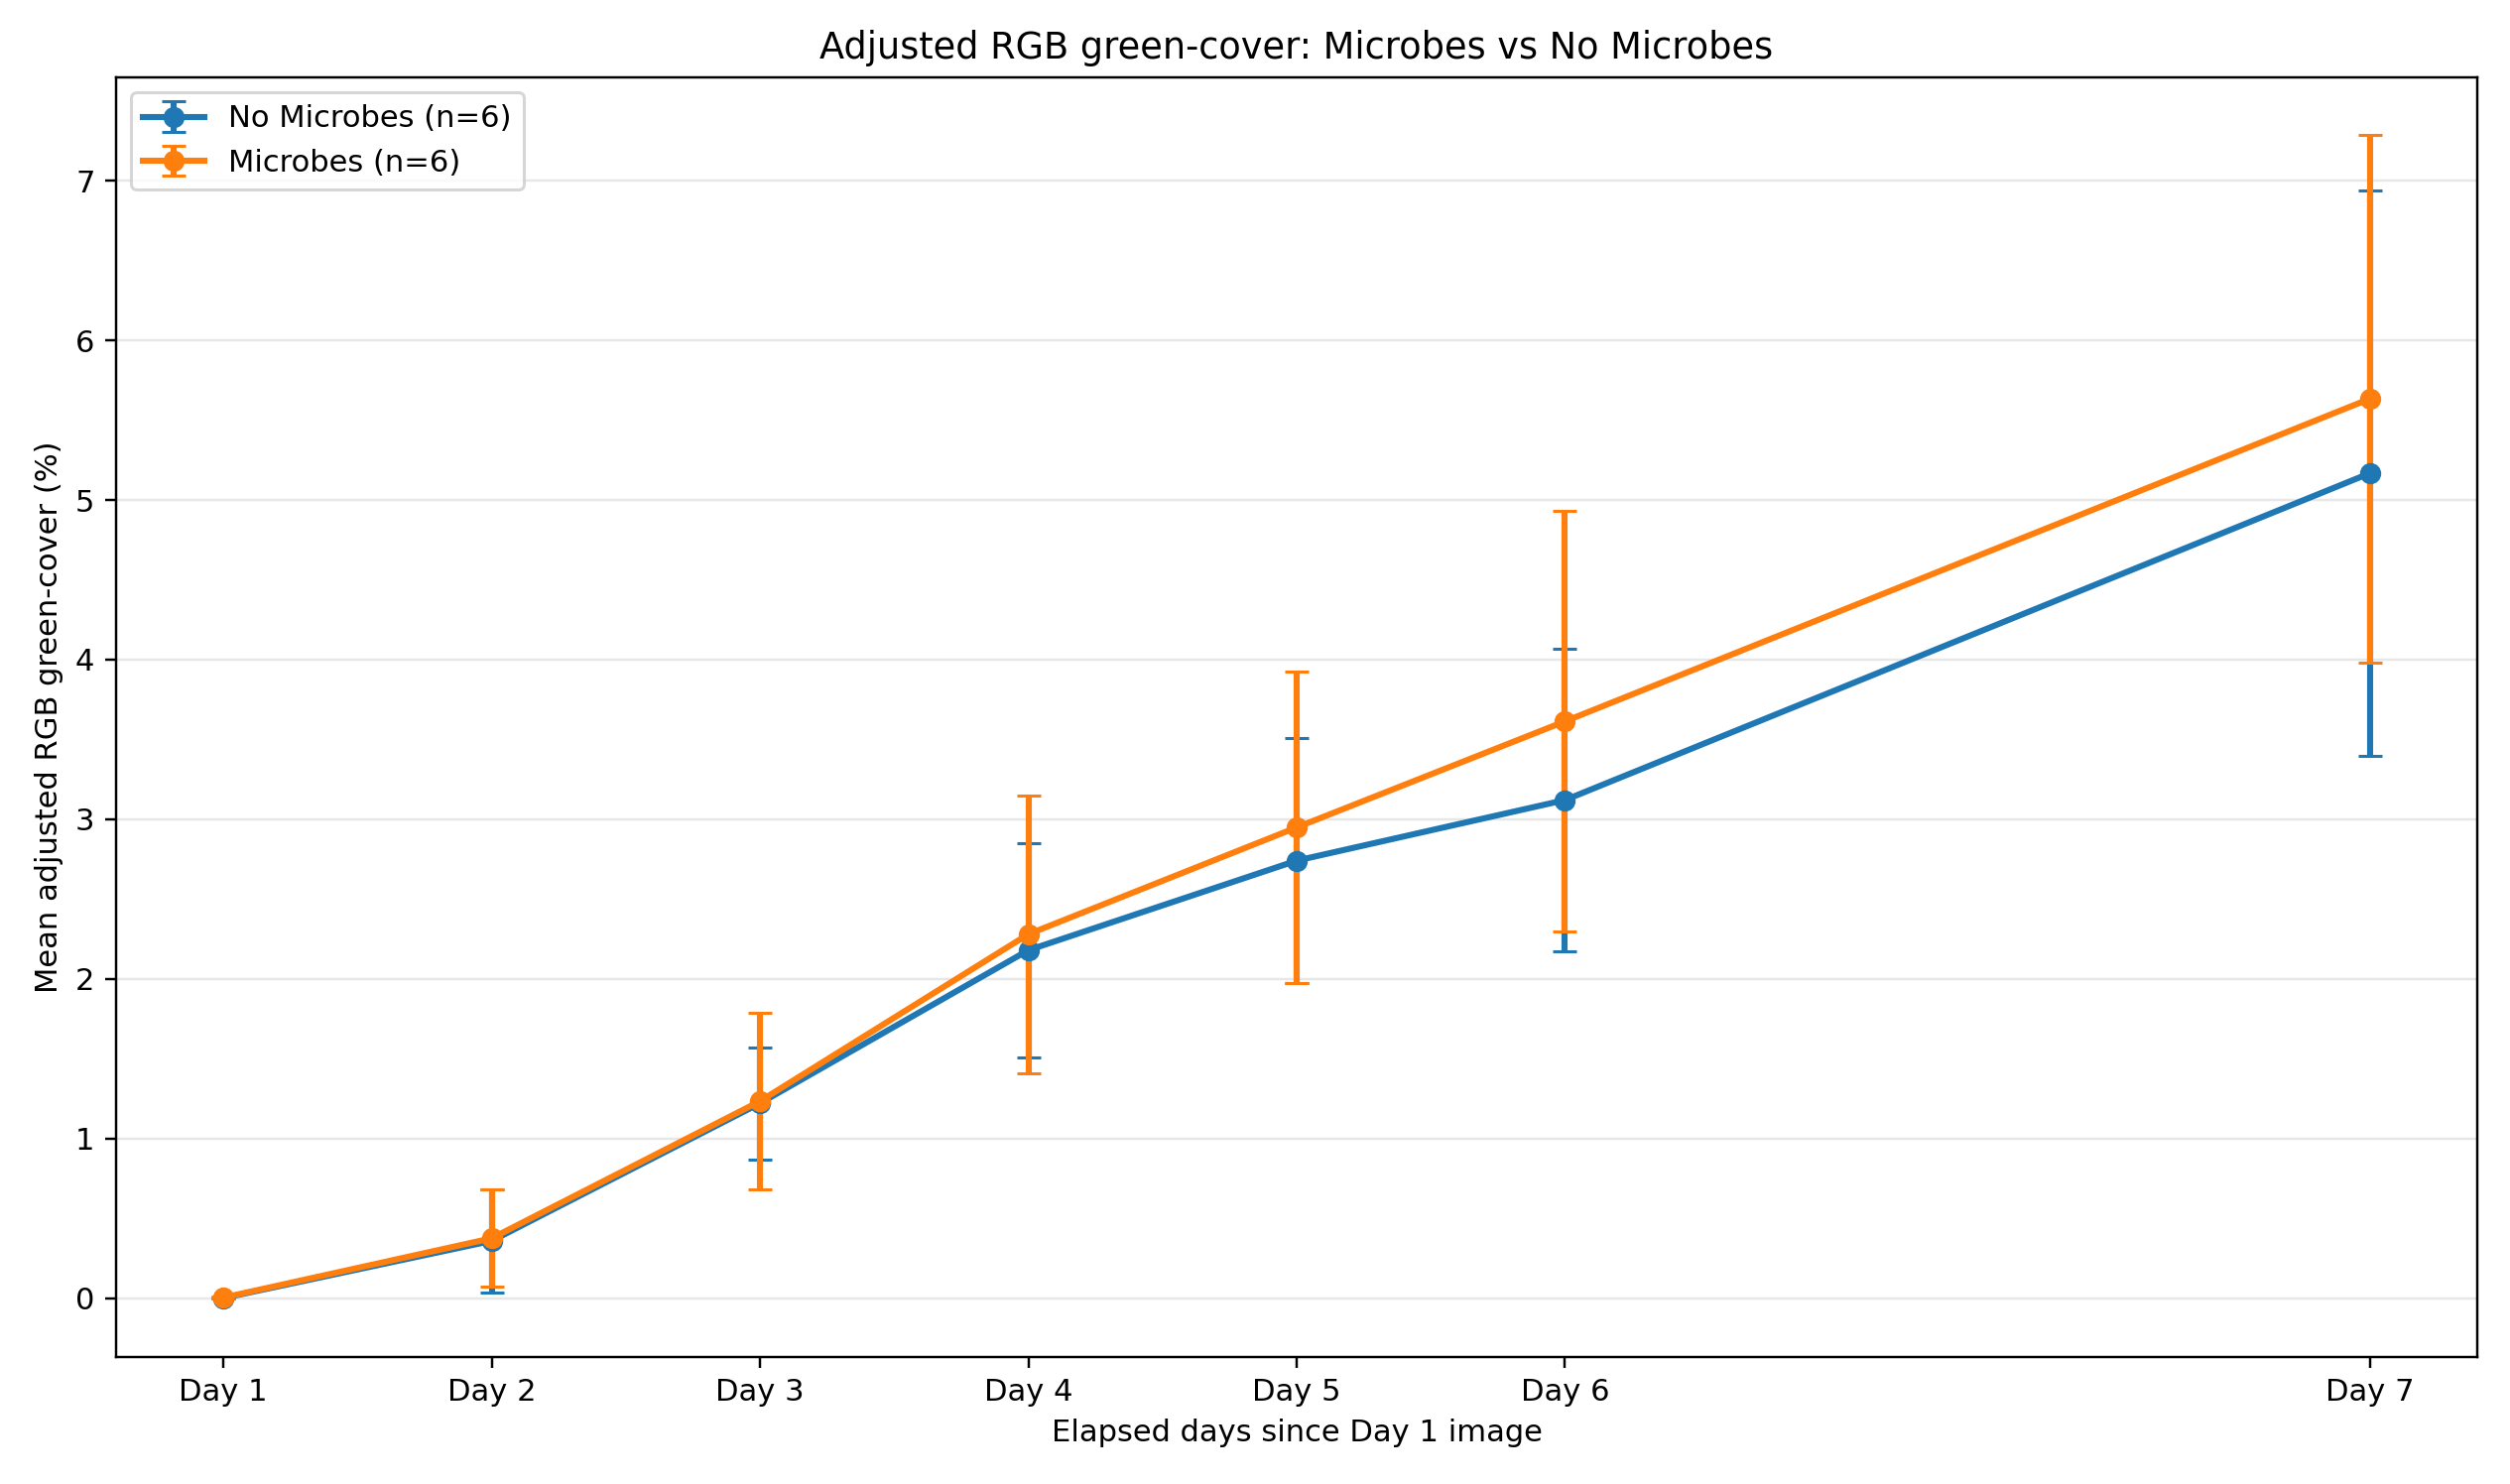 Adjusted RGB green-cover: Microbes vs No Microbes
No Microbes (n=6)
Microbes (n=6)
Mean adjusted RGB green-cover (%)
7
6
5
4
3
2
1
0
Day 1 Day 2 Day 3 Day 4 Day 5 Day 6 Day 7
Elapsed days since Day 1 image